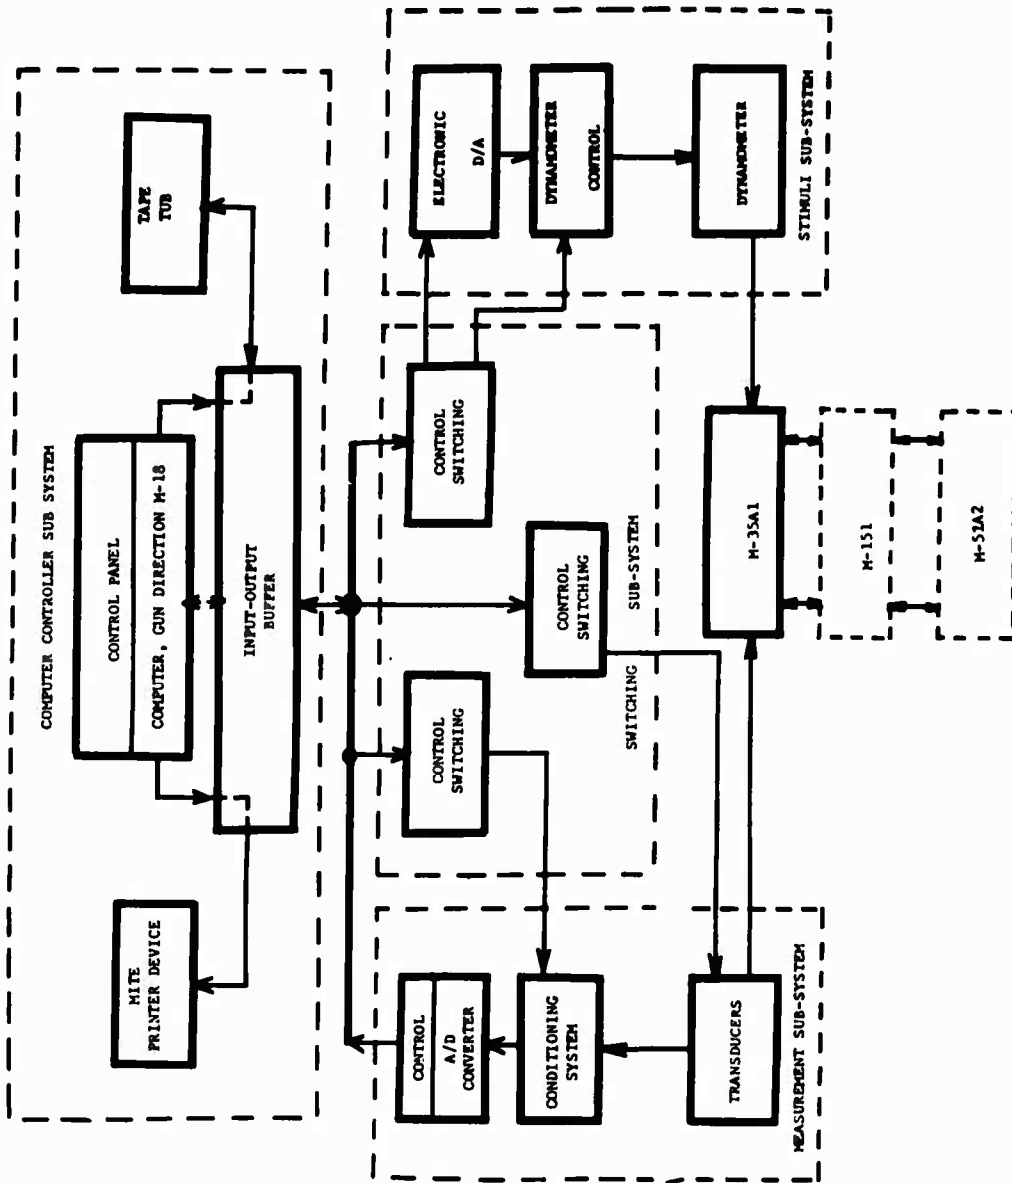 COMPUTER CONTROLLER SUB SYSTEM
MITE
PRINTER DEVICE
CONTROL PANEL
COMPUTER, GUN DIRECTION M-18
INPUT-OUTPUT
BUFFER
TAPE
TUB
CONTROL
A/D
CONVERTER
CONDITIONING
SYSTEM
TRANSDUCERS
MEASUREMENT SUB-SYSTEM
CONTROL
SWITCHING
CONTROL
SWITCHING
CONTROL
SWITCHING
SWITCHING SUB-SYSTEM
ELECTRONIC
D/A
DYNAMOMETER
CONTROL
DYNAMOMETER
STIMULI SUB-SYSTEM
M-35A1
M-151
M-52A2